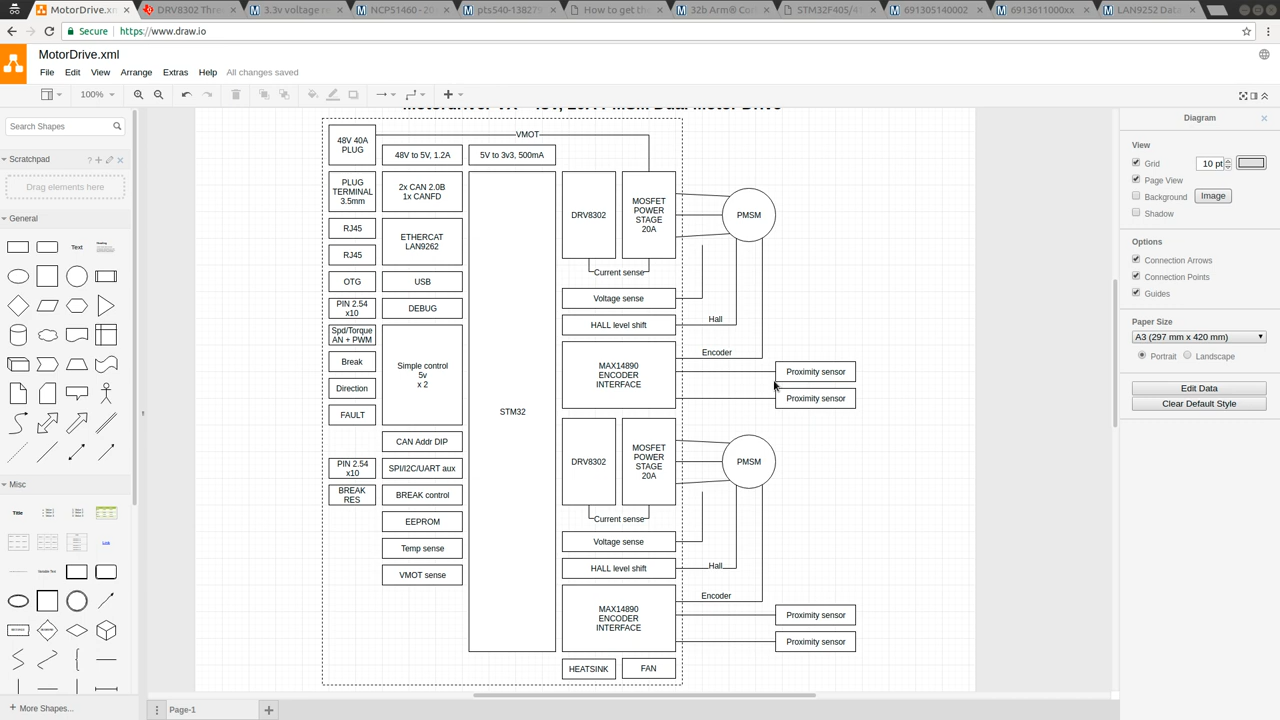 MotorDrive.xm
DRV8302 Thre
3.3v voltage r
NCP51460 - 20
pts540-138279
How to get the
32b Arm® Cor
STM32F405/4
691305140002
6913611000xx
LAN9252 Data
Secure
https://www.draw.io
MotorDrive.xml
File Edit View Arrange Extras Help All changes saved
100%
Search Shapes
Scratchpad
Drag elements here
General
Text
Misc
Title
More Shapes...
48V 40A
PLUG
VMOT
48V to 5V, 1.2A
5V to 3v3, 500mA
PLUG
TERMINAL
3.5mm
2x CAN 2.0B
1x CANFD
RJ45
RJ45
ETHERCAT
LAN9262
OTG
USB
PIN 2.54
x10
DEBUG
Spd/Torque
AN + PWM
Break
Direction
FAULT
Simple control
5v
x 2
CAN Addr DIP
PIN 2.54
x10
SPI/I2C/UART aux
BREAK
RES
BREAK control
EEPROM
Temp sense
VMOT sense
STM32
DRV8302
MOSFET
POWER
STAGE
20A
PMSM
Current sense
Voltage sense
HALL level shift
Hall
MAX14890
ENCODER
INTERFACE
Encoder
Proximity sensor
Proximity sensor
DRV8302
MOSFET
POWER
STAGE
20A
PMSM
Current sense
Voltage sense
HALL level shift
Hall
MAX14890
ENCODER
INTERFACE
Encoder
Proximity sensor
Proximity sensor
HEATSINK
FAN
Page-1
Diagram
View
Grid
10 pt
Page View
Background
Image
Shadow
Options
Connection Arrows
Connection Points
Guides
Paper Size
A3 (297 mm x 420 mm)
Portrait
Landscape
Edit Data
Clear Default Style